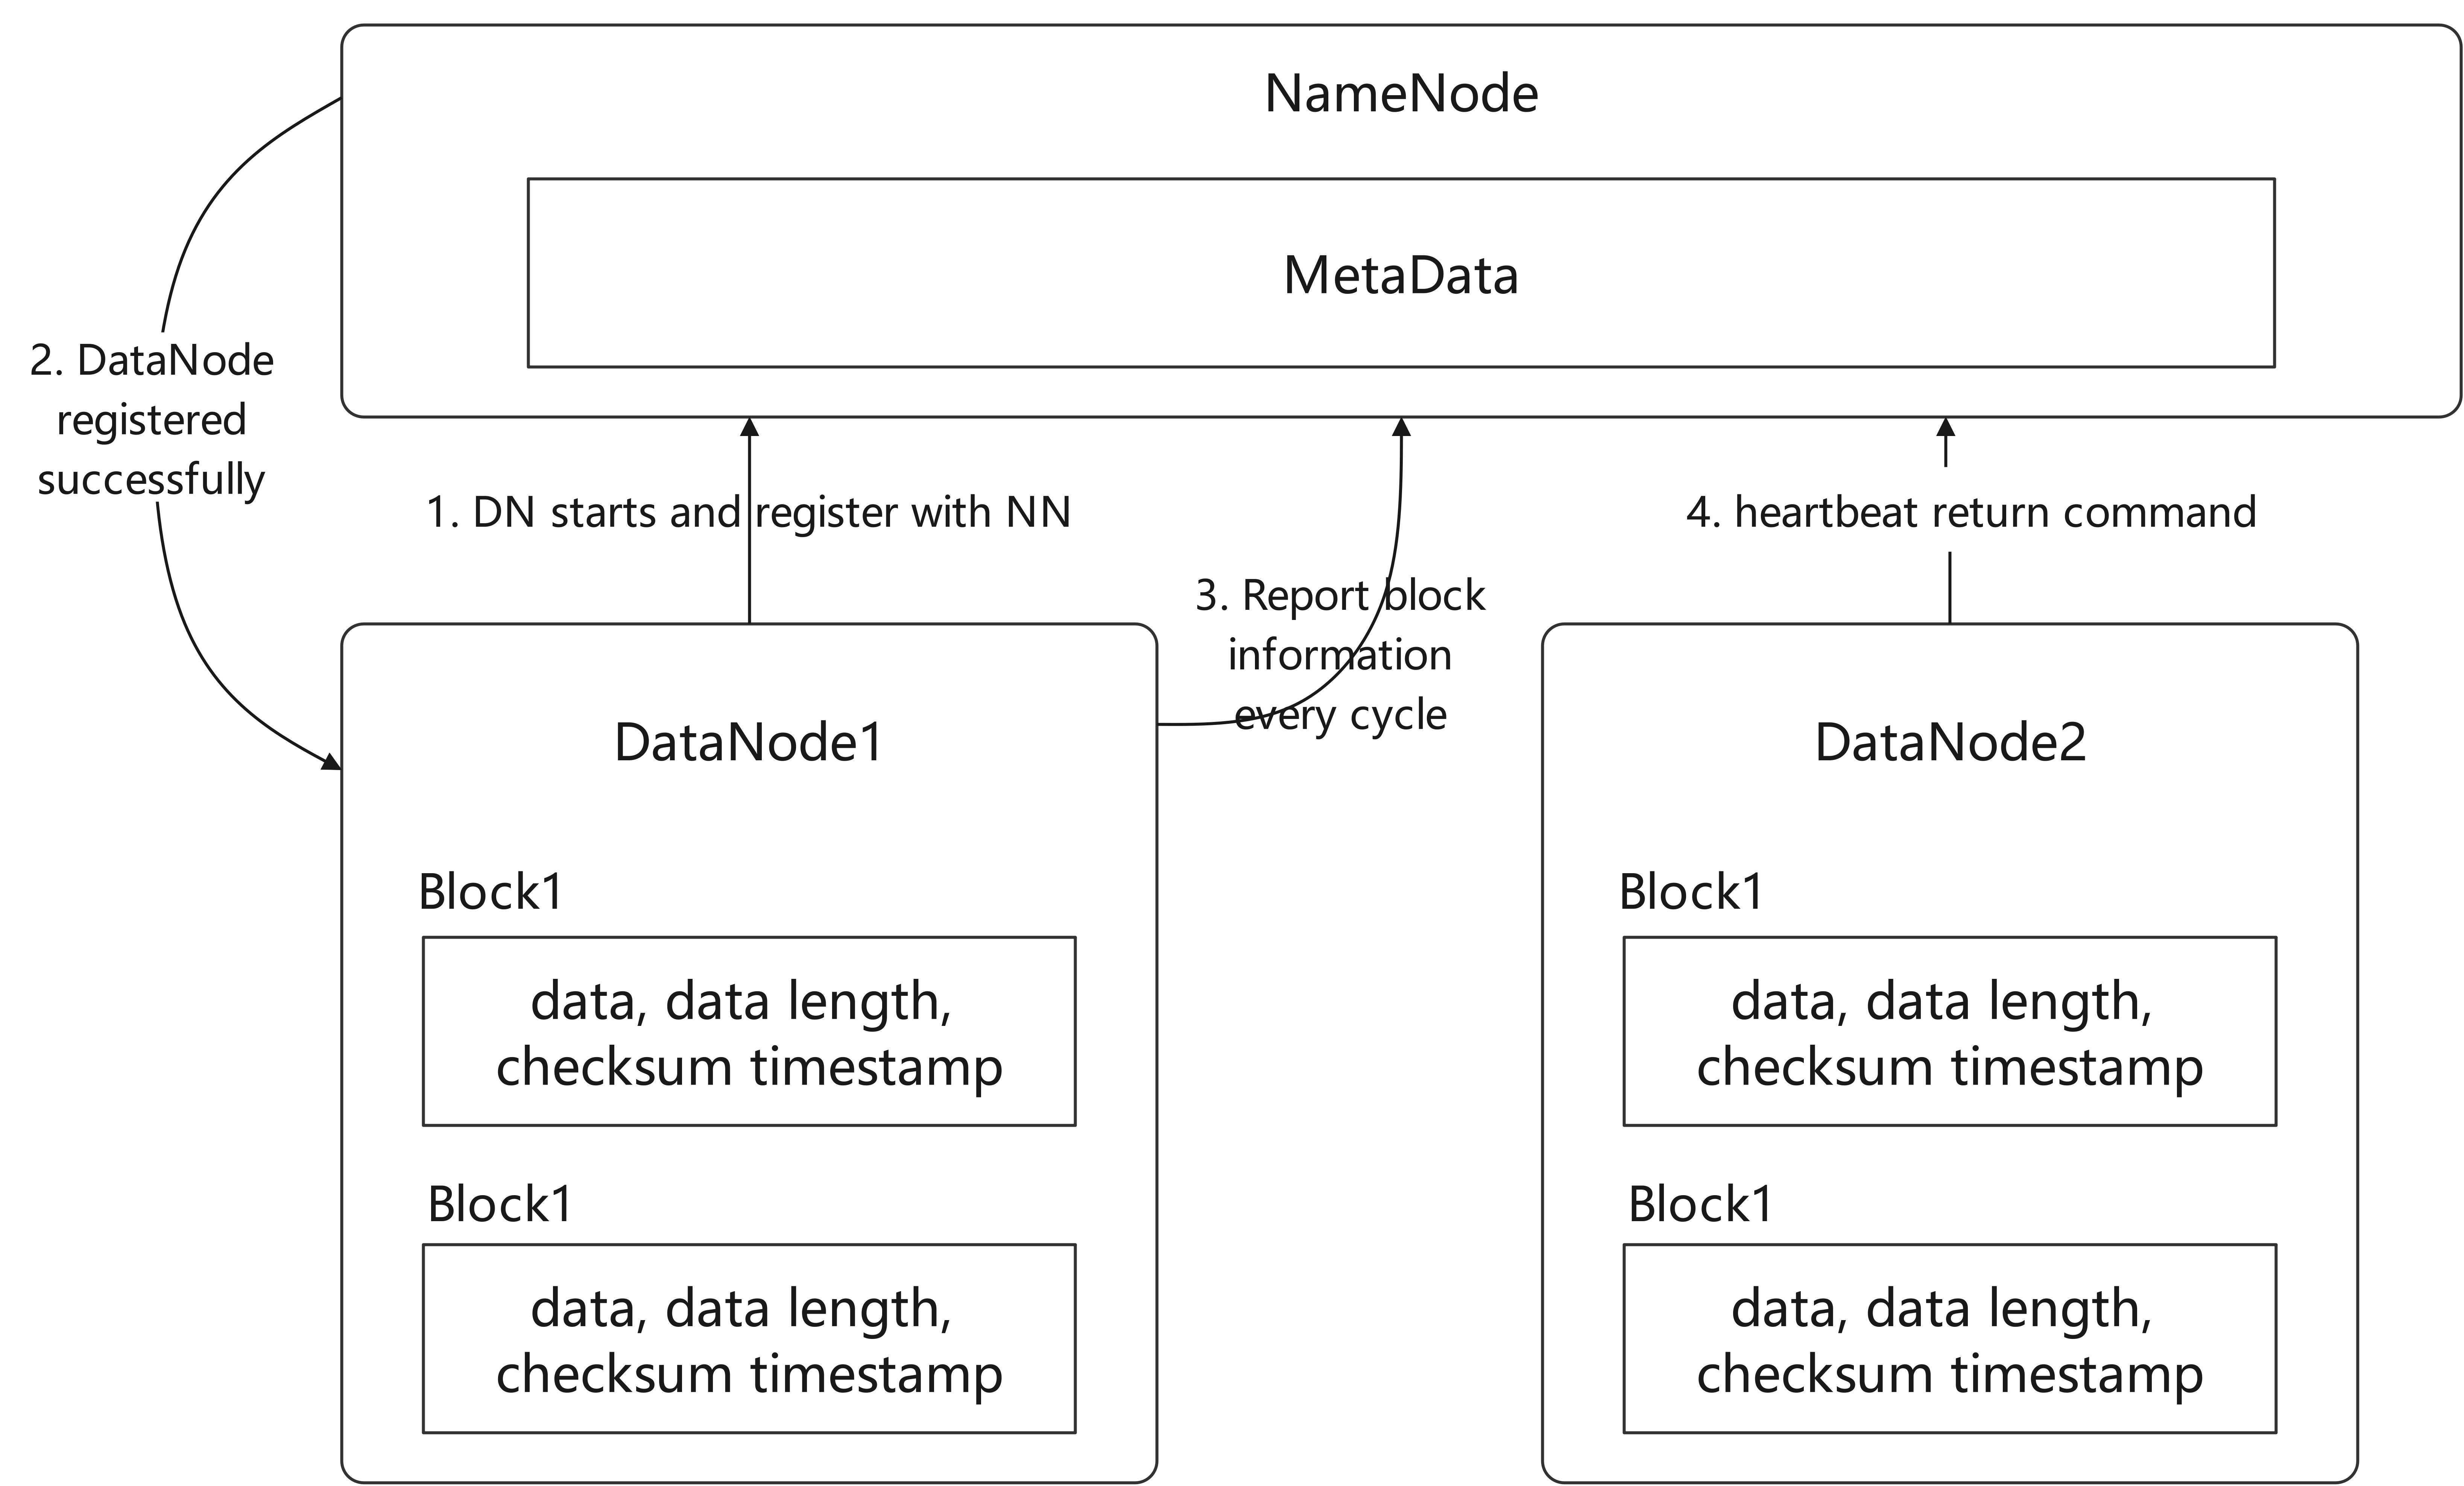 NameNode
MetaData
2. DataNode
registered
successfully
1. DN starts and register with NN
4. heartbeat return command
3. Report block
information
every cycle
DataNode1
Block1
data, data length,
checksum timestamp
Block1
data, data length,
checksum timestamp
DataNode2
Block1
data, data length,
checksum timestamp
Block1
data, data length,
checksum timestamp